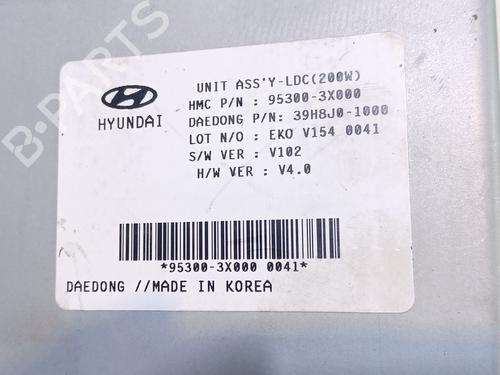 B-PARTS
HYUNDAI
UNIT ASS'Y-LDC(200W)
HMC P/N : 95300-3X000
DAEDONG P/N: 39H8J0-1000
LOT N/O : EKO V154 0041
S/W VER : V102
H/W VER : V4.0
*95300-3X000 0041*
DAEDONG //MADE IN KOREA